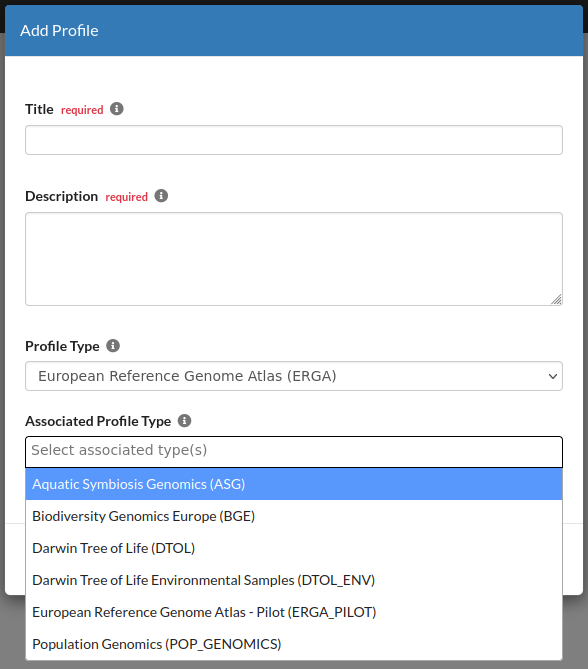 Add Profile
Title required
Description required
Profile Type
European Reference Genome Atlas (ERGA)
Associated Profile Type
Select associated type(s)
Aquatic Symbiosis Genomics (ASG)
Biodiversity Genomics Europe (BGE)
Darwin Tree of Life (DTOL)
Darwin Tree of Life Environmental Samples (DTOL_ENV)
European Reference Genome Atlas - Pilot (ERGA_PILOT)
Population Genomics (POP_GENOMICS)